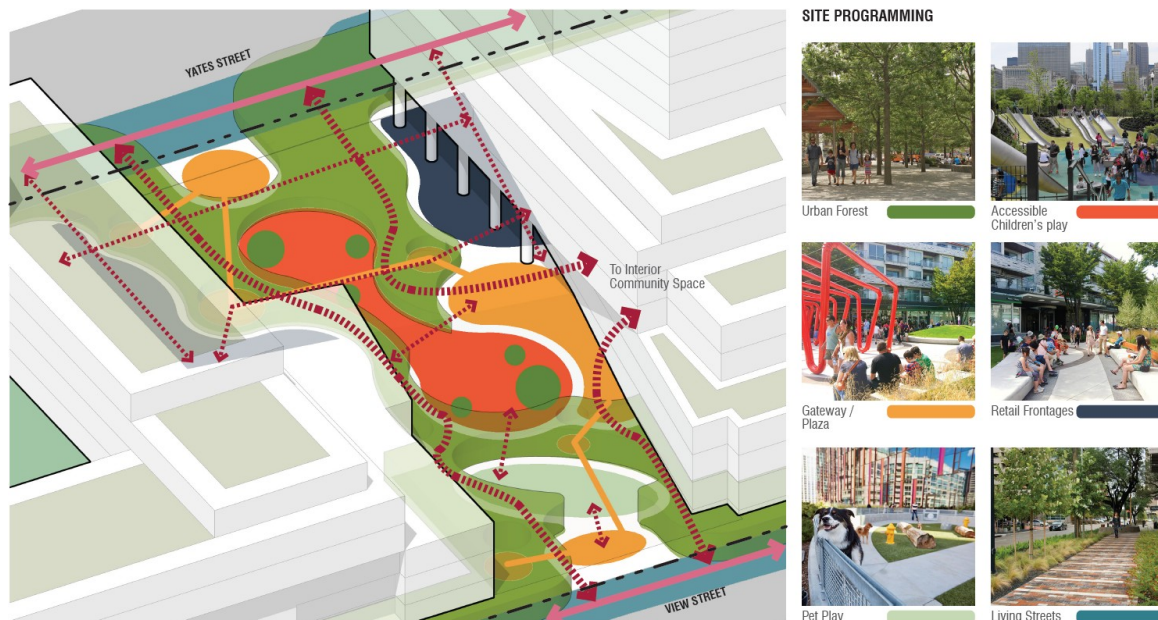 SITE PROGRAMMING
YATES STREET
Urban Forest
Accessible
Children's play
To Interior
Community Space
Gateway /
Plaza
Retail Frontages
Pet Play
Living Streets
VIEW STREET